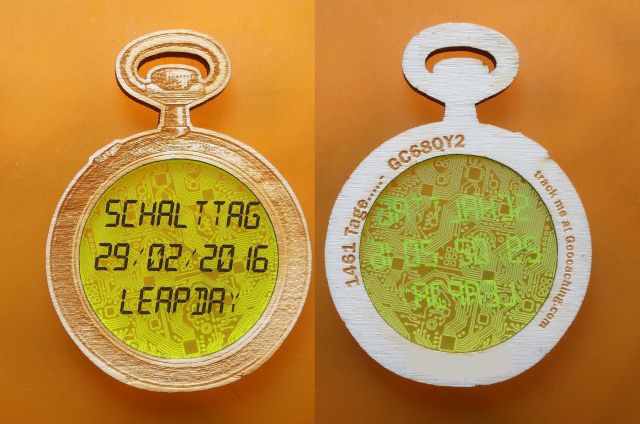 SCHALTTAG
29/02/2016
LEAPDAY
1461 Tage..... GC68QY2
track me at Geocaching.com